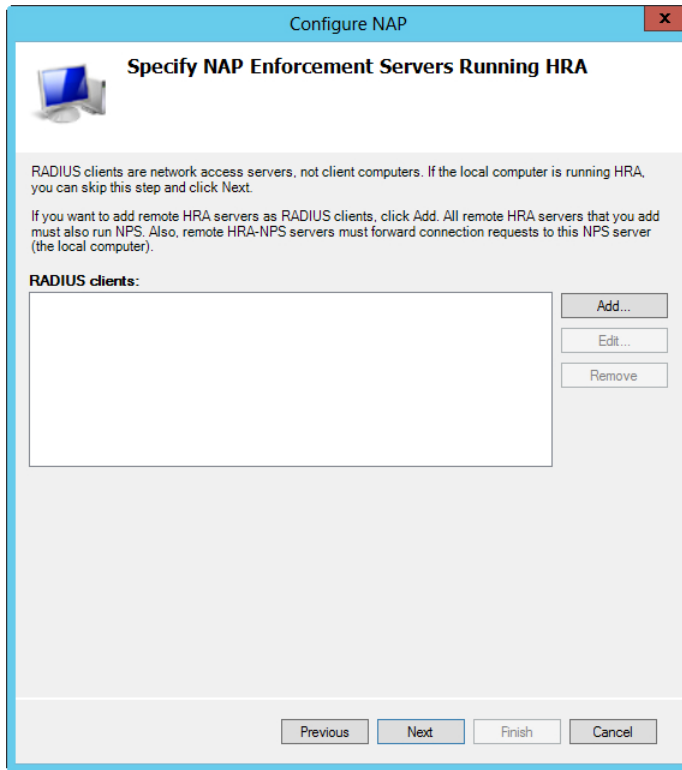 Configure NAP
x
Specify NAP Enforcement Servers Running HRA
RADIUS clients are network access servers, not client computers. If the local computer is running HRA,
you can skip this step and click Next.
If you want to add remote HRA servers as RADIUS clients, click Add. All remote HRA servers that you add
must also run NPS. Also, remote HRA-NPS servers must forward connection requests to this NPS server
(the local computer).
RADIUS clients:
Add...
Edit...
Remove
Previous Next Finish Cancel